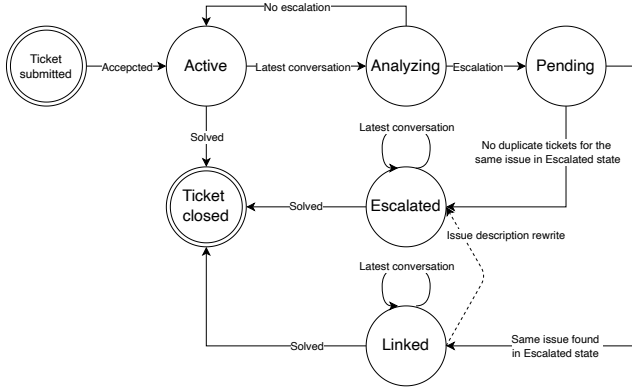 No escalation
Ticket
submitted
Accepcted
Active
Latest conversation
Analyzing
Escalation
Pending
Solved
Latest conversation
No duplicate tickets for the
same issue in Escalated state
Ticket
closed
Solved
Escalated
Issue description rewrite
Latest conversation
Solved
Linked
Same issue found
in Escalated state